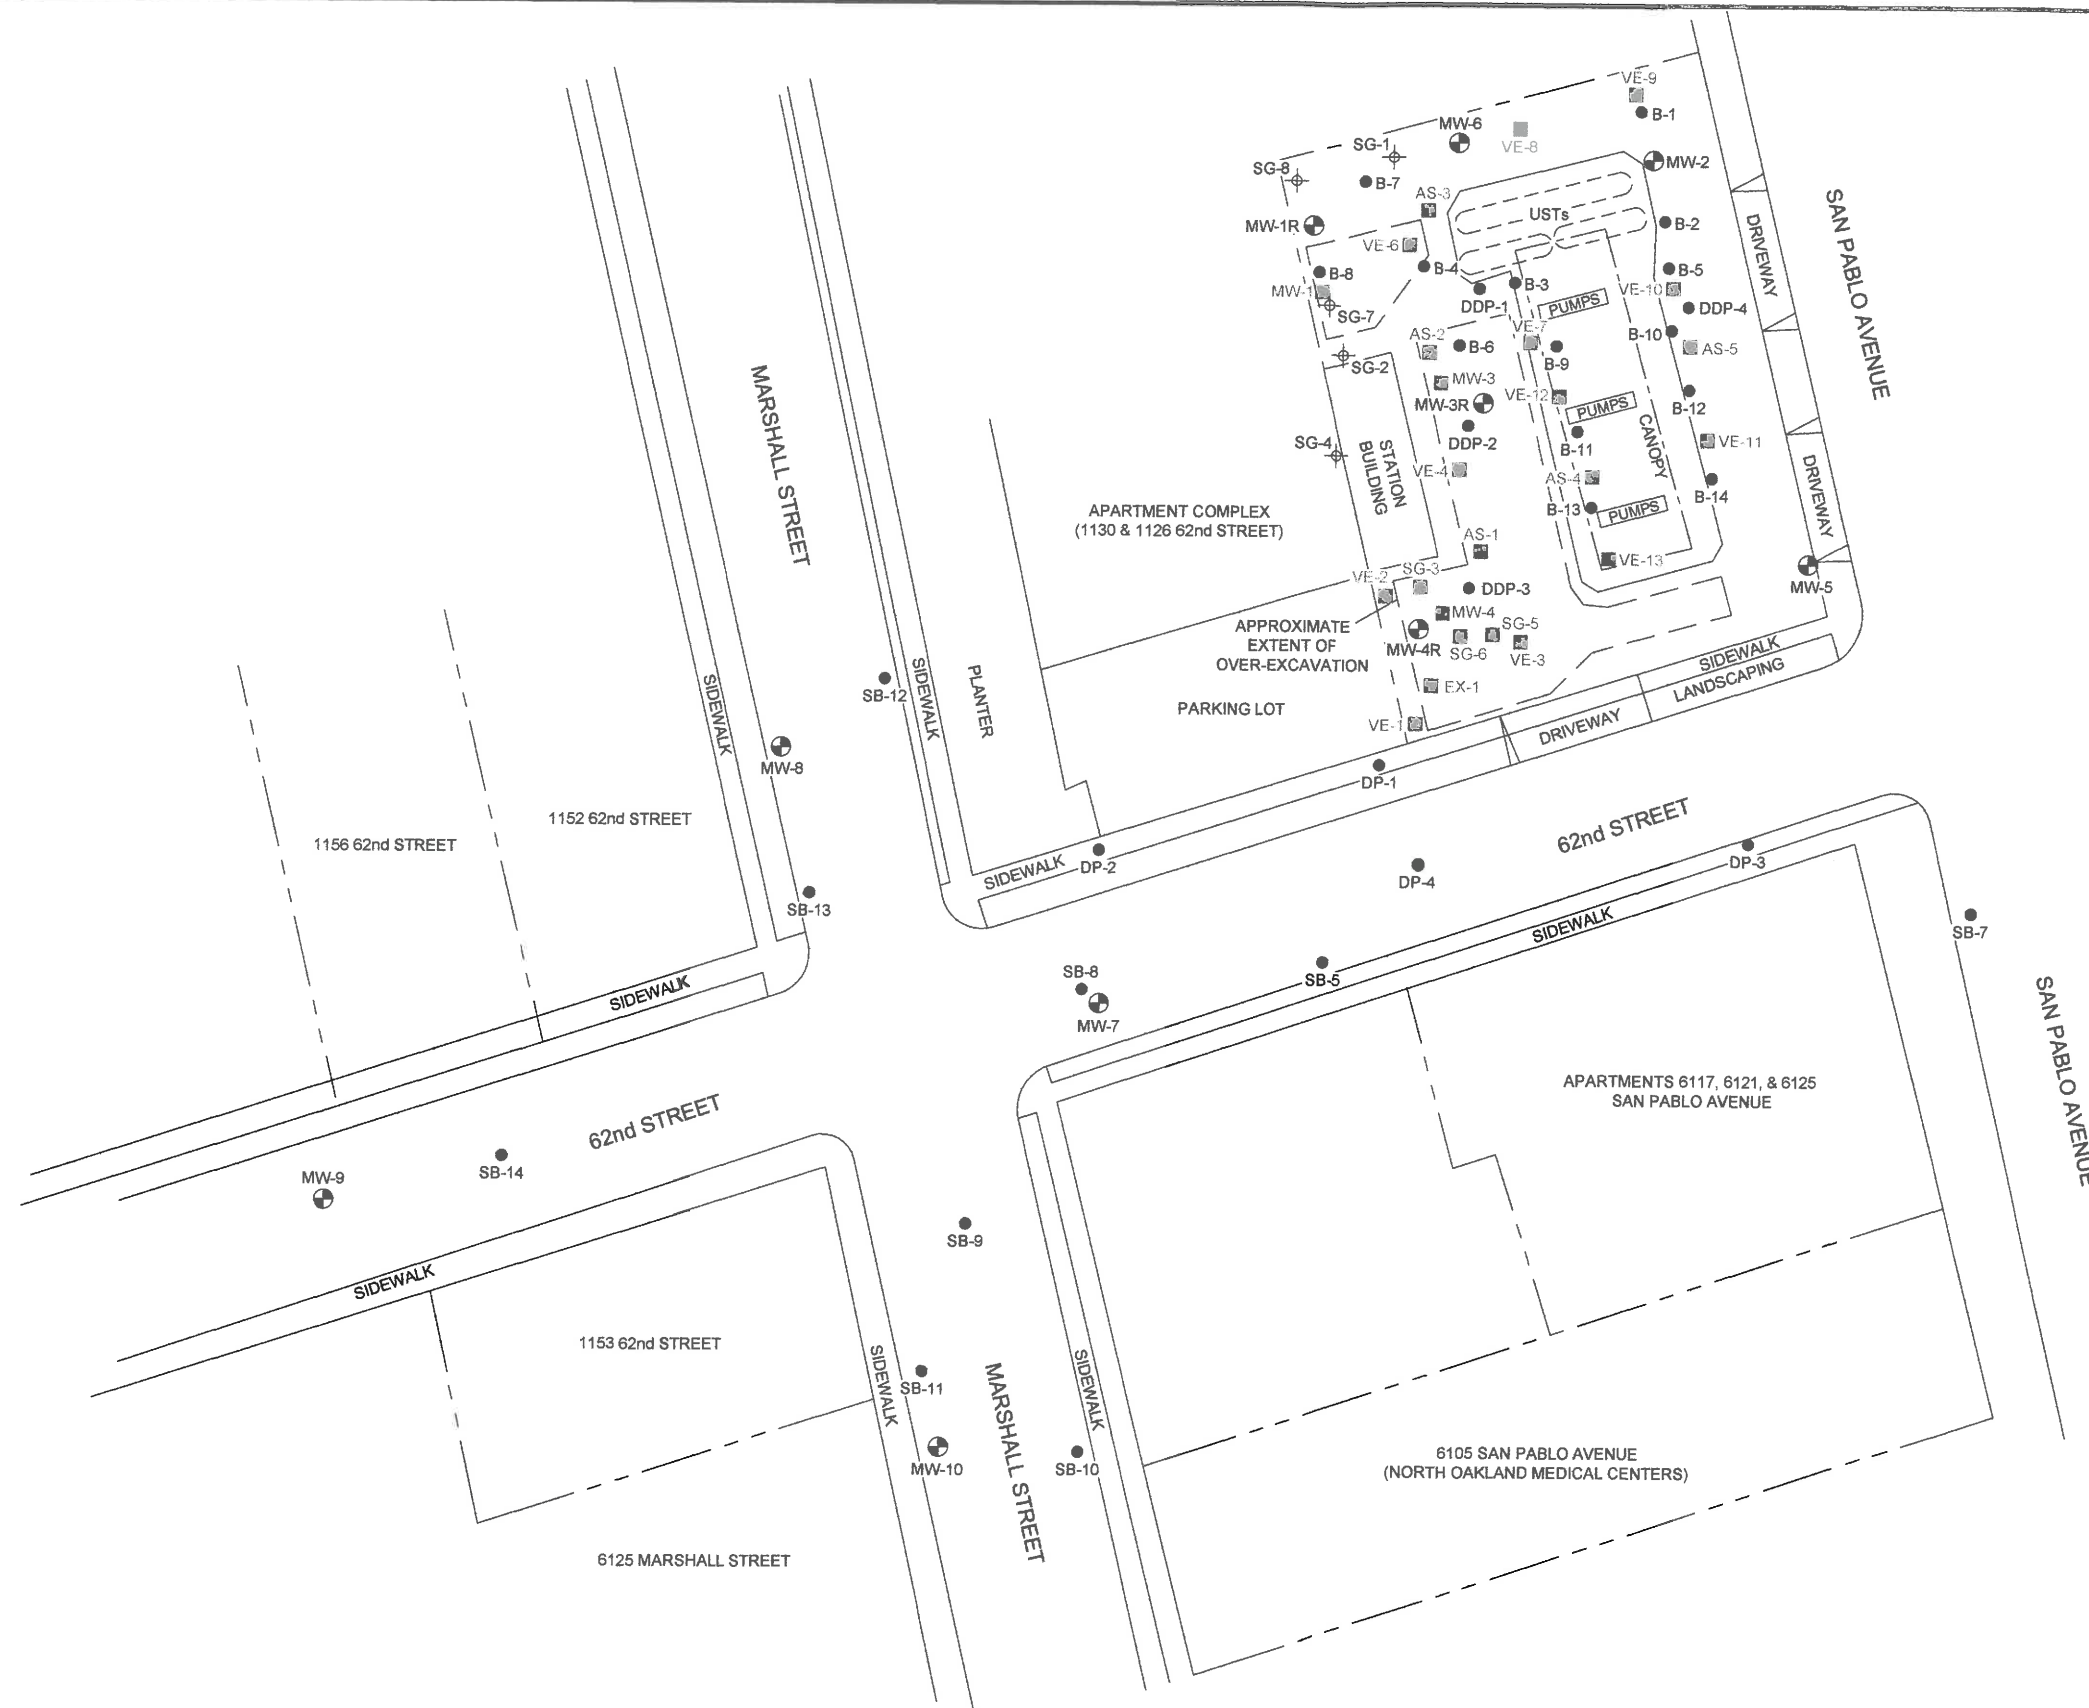 VE-9
B-1
MW-6
VE-8
SG-1
MW-2
SG-8
B-7
AS-3
USTs
B-2
MW-1R
VE-6
B-4
B-8
B-5
MW-1
B-3
VE-10
DDP-1
PUMPS
DDP-4
SG-7
VE-7
AS-2
B-6
B-10
AS-5
B-9
SG-2
MW-3
MW-3R
VE-12
PUMPS
B-12
DDP-2
B-11
CANOPY
VE-11
SG-4
STATION
BUILDING
VE-4
AS-4
B-14
B-13
PUMPS
AS-1
VE-13
MW-5
VE-2
SG-3
DDP-3
MW-4
SG-5
MW-4R
SG-6
VE-3
EX-1
VE-1
DRIVEWAY
DRIVEWAY
SAN PABLO AVENUE
APARTMENT COMPLEX
(1130 & 1126 62nd STREET)
APPROXIMATE
EXTENT OF
OVER-EXCAVATION
PARKING LOT
SIDEWALK
LANDSCAPING
DRIVEWAY
MARSHALL STREET
SIDEWALK
SB-12
SIDEWALK
PLANTER
MW-8
DP-1
1152 62nd STREET
1156 62nd STREET
62nd STREET
DP-3
DP-2
SIDEWALK
DP-4
SB-13
SIDEWALK
SB-7
SB-8
SB-5
SIDEWALK
MW-7
SAN PABLO AVENUE
APARTMENTS 6117, 6121, & 6125
SAN PABLO AVENUE
62nd STREET
SB-14
MW-9
SB-9
SIDEWALK
1153 62nd STREET
SIDEWALK
SB-11
SIDEWALK
MARSHALL STREET
MW-10
SB-10
6105 SAN PABLO AVENUE
(NORTH OAKLAND MEDICAL CENTERS)
6125 MARSHALL STREET